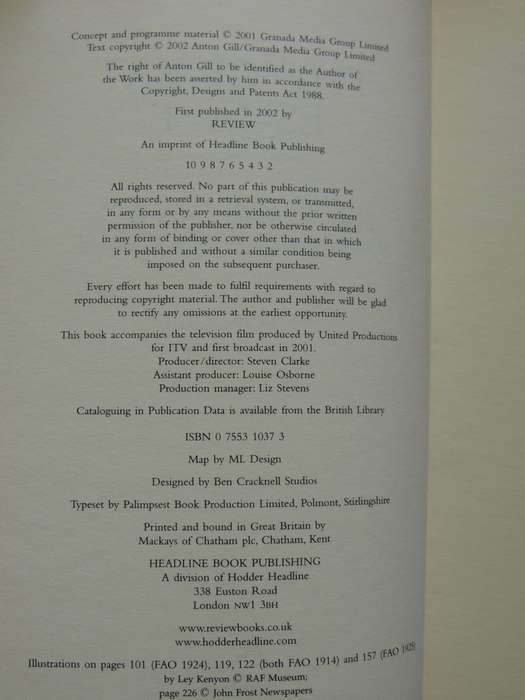 Concept and programme material © 2001 Granada Media Group Limited
Text copyright © 2002 Anton Gill/Granada Media Group Limited
The right of Anton Gill to be identified as the Author of
the Work has been asserted by him in accordance with the
Copyright, Designs and Patents Act 1988.
First published in 2002 by
REVIEW
An imprint of Headline Book Publishing
10 9 8 7 6 5 4 3 2
All rights reserved. No part of this publication may be
reproduced, stored in a retrieval system, or transmitted,
in any form or by any means without the prior written
permission of the publisher, nor be otherwise circulated
in any form of binding or cover other than that in which
it is published and without a similar condition being
imposed on the subsequent purchaser.
Every effort has been made to fulfil requirements with regard to
reproducing copyright material. The author and publisher will be glad
to rectify any omissions at the earliest opportunity.
This book accompanies the television film produced by United Productions
for ITV and first broadcast in 2001.
Producer/director: Steven Clarke
Assistant producer: Louise Osborne
Production manager: Liz Stevens
Cataloguing in Publication Data is available from the British Library
ISBN 0 7553 1037 3
Map by ML Design
Designed by Ben Cracknell Studios
Typeset by Palimpsest Book Production Limited, Polmont, Stirlingshire
Printed and bound in Great Britain by
Mackays of Chatham plc, Chatham, Kent
HEADLINE BOOK PUBLISHING
A division of Hodder Headline
338 Euston Road
London NW1 3BH
www.reviewbooks.co.uk
www.hodderheadline.com
Illustrations on pages 101 (FAO 1924), 119, 122 (both FAO 1914) and 157 (FAO
by Ley Kenyon © RAF Museum;
page 226 © John Frost Newspapers